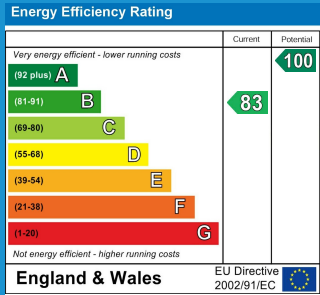 Energy Efficiency Rating
Current Potential
Very energy efficient - lower running costs
(92 plus) A
100
(81-91) B
83
(69-80) C
(55-68) D
(39-54) E
(21-38) F
(1-20) G
Not energy efficient - higher running costs
England & Wales
EU Directive
2002/91/EC